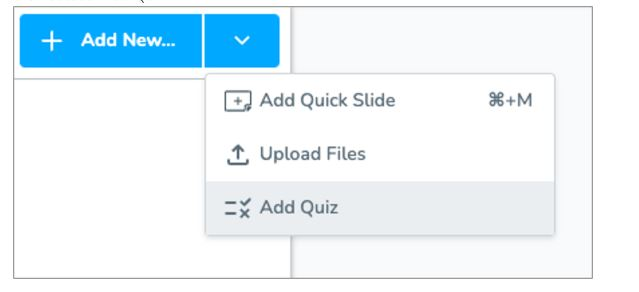 + Add New...
Add Quick Slide ⌘+M
Upload Files
Add Quiz